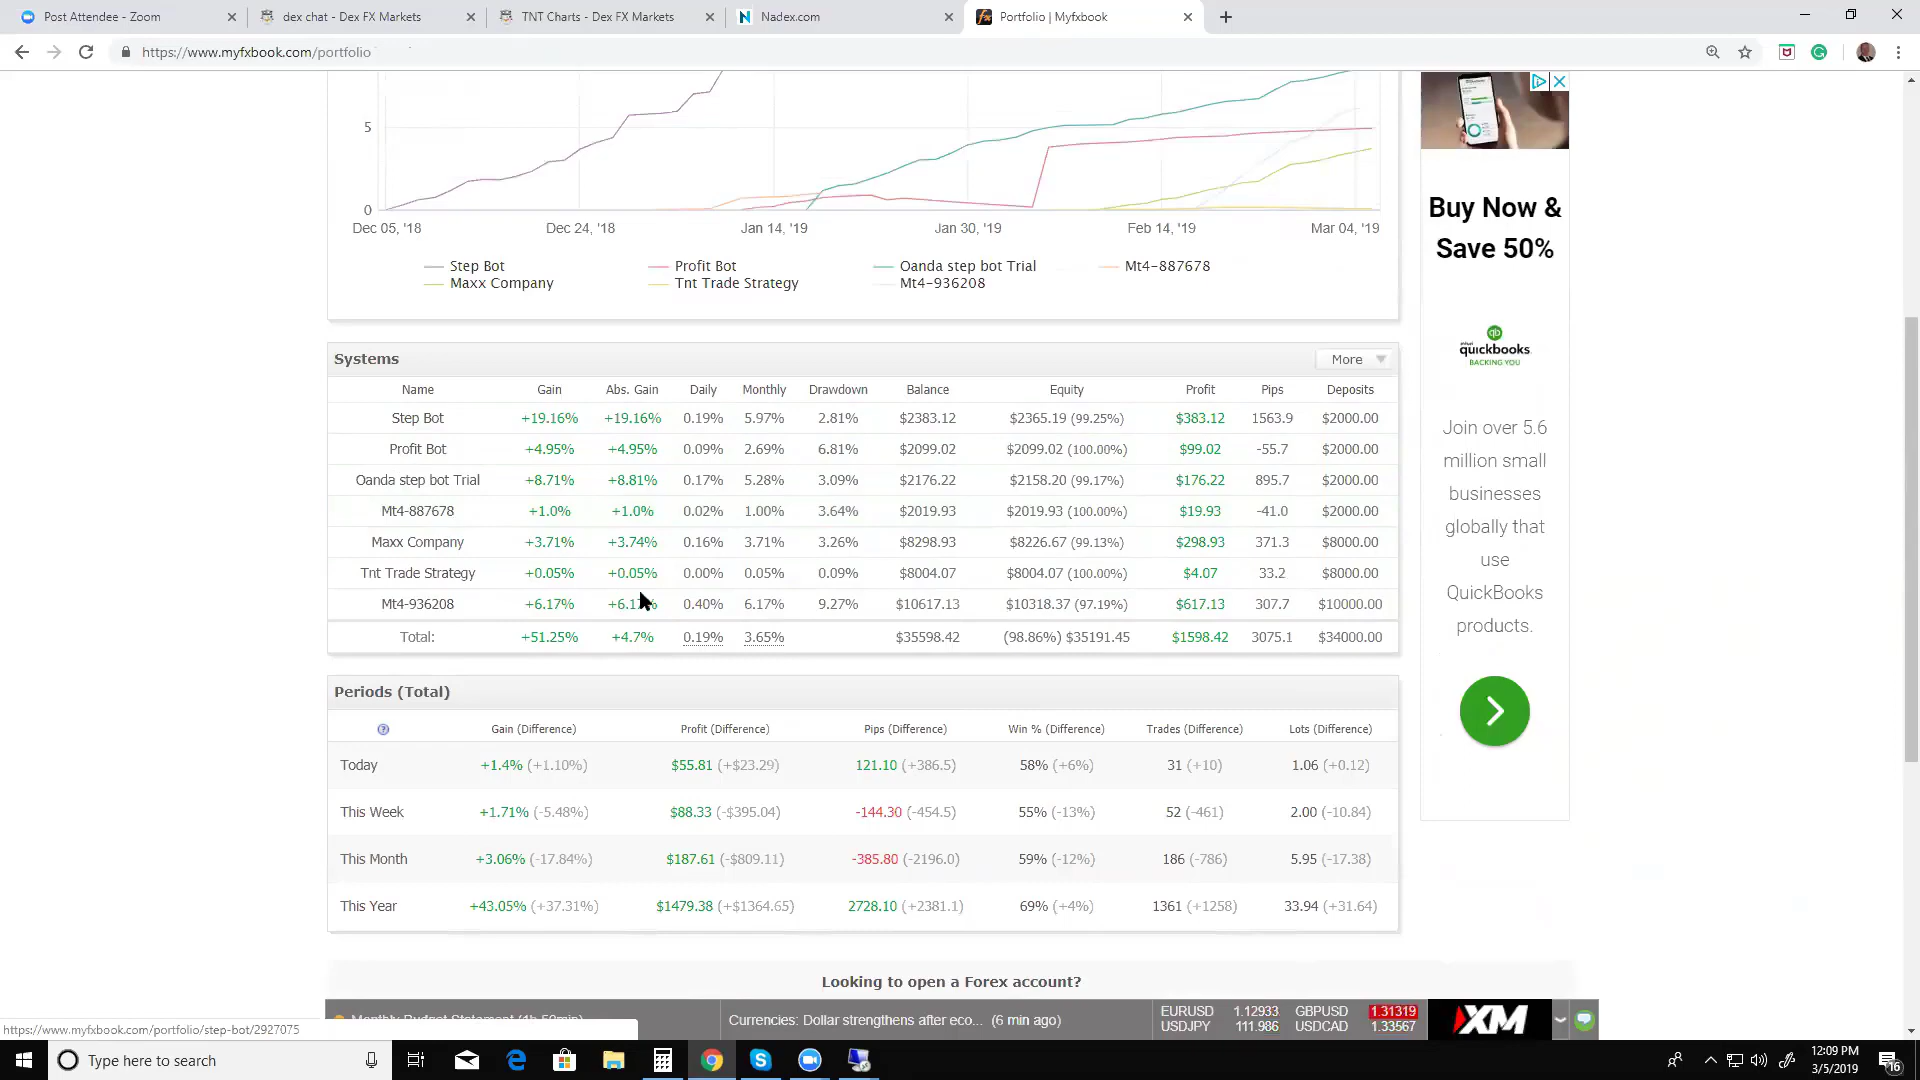 Post Attendee - Zoom
dex chat - Dex FX Markets
TNT Charts - Dex FX Markets
Nadex.com
Portfolio | Myfxbook
https://www.myfxbook.com/portfolio
5
0
Dec 05, '18 Dec 24, '18 Jan 14, '19 Jan 30, '19 Feb 14, '19 Mar 04, '19
Step Bot Profit Bot Oanda step bot Trial Mt4-887678
Maxx Company Tnt Trade Strategy Mt4-936208
Systems More
Name Gain Abs. Gain Daily Monthly Drawdown Balance Equity Profit Pips Deposits
Step Bot +19.16% +19.16% 0.19% 5.97% 2.81% $2383.12 $2365.19 (99.25%) $383.12 1563.9 $2000.00
Profit Bot +4.95% +4.95% 0.09% 2.69% 6.81% $2099.02 $2099.02 (100.00%) $99.02 -55.7 $2000.00
Oanda step bot Trial +8.71% +8.81% 0.17% 5.28% 3.09% $2176.22 $2158.20 (99.17%) $176.22 895.7 $2000.00
Mt4-887678 +1.0% +1.0% 0.02% 1.00% 3.64% $2019.93 $2019.93 (100.00%) $19.93 -41.0 $2000.00
Maxx Company +3.71% +3.74% 0.16% 3.71% 3.26% $8298.93 $8226.67 (99.13%) $298.93 371.3 $8000.00
Tnt Trade Strategy +0.05% +0.05% 0.00% 0.05% 0.09% $8004.07 $8004.07 (100.00%) $4.07 33.2 $8000.00
Mt4-936208 +6.17% 0.40% 6.17% 9.27% $10617.13 $10318.37 (97.19%) $617.13 307.7 $10000.00
Total: +51.25% +4.7% 0.19% 3.65% $35598.42 (98.86%) $35191.45 $1598.42 3075.1 $34000.00
Periods (Total)
Gain (Difference) Profit (Difference) Pips (Difference) Win % (Difference) Trades (Difference) Lots (Difference)
Today +1.4% (+1.10%) $55.81 (+$23.29) 121.10 (+386.5) 58% (+6%) 31 (+10) 1.06 (+0.12)
This Week +1.71% (-5.48%) $88.33 (-$395.04) -144.30 (-454.5) 55% (-13%) 52 (-461) 2.00 (-10.84)
This Month +3.06% (-17.84%) $187.61 (-$809.11) -385.80 (-2196.0) 59% (-12%) 186 (-786) 5.95 (-17.38)
This Year +43.05% (+37.31%) $1479.38 (+$1364.65) 2728.10 (+2381.1) 69% (+4%) 1361 (+1258) 33.94 (+31.64)
Looking to open a Forex account?
Buy Now &
Save 50%
quickbooks.
BACKING YOU
Join over 5.6
million small
businesses
globally that
use
QuickBooks
products.
Currencies: Dollar strengthens after eco... (6 min ago)
EURUSD 1.12933 GBPUSD 1.31319
USDJPY 111.986 USDCAD 1.33567
XM
https://www.myfxbook.com/portfolio/step-bot/2927075
Type here to search
12:09 PM
3/5/2019
16